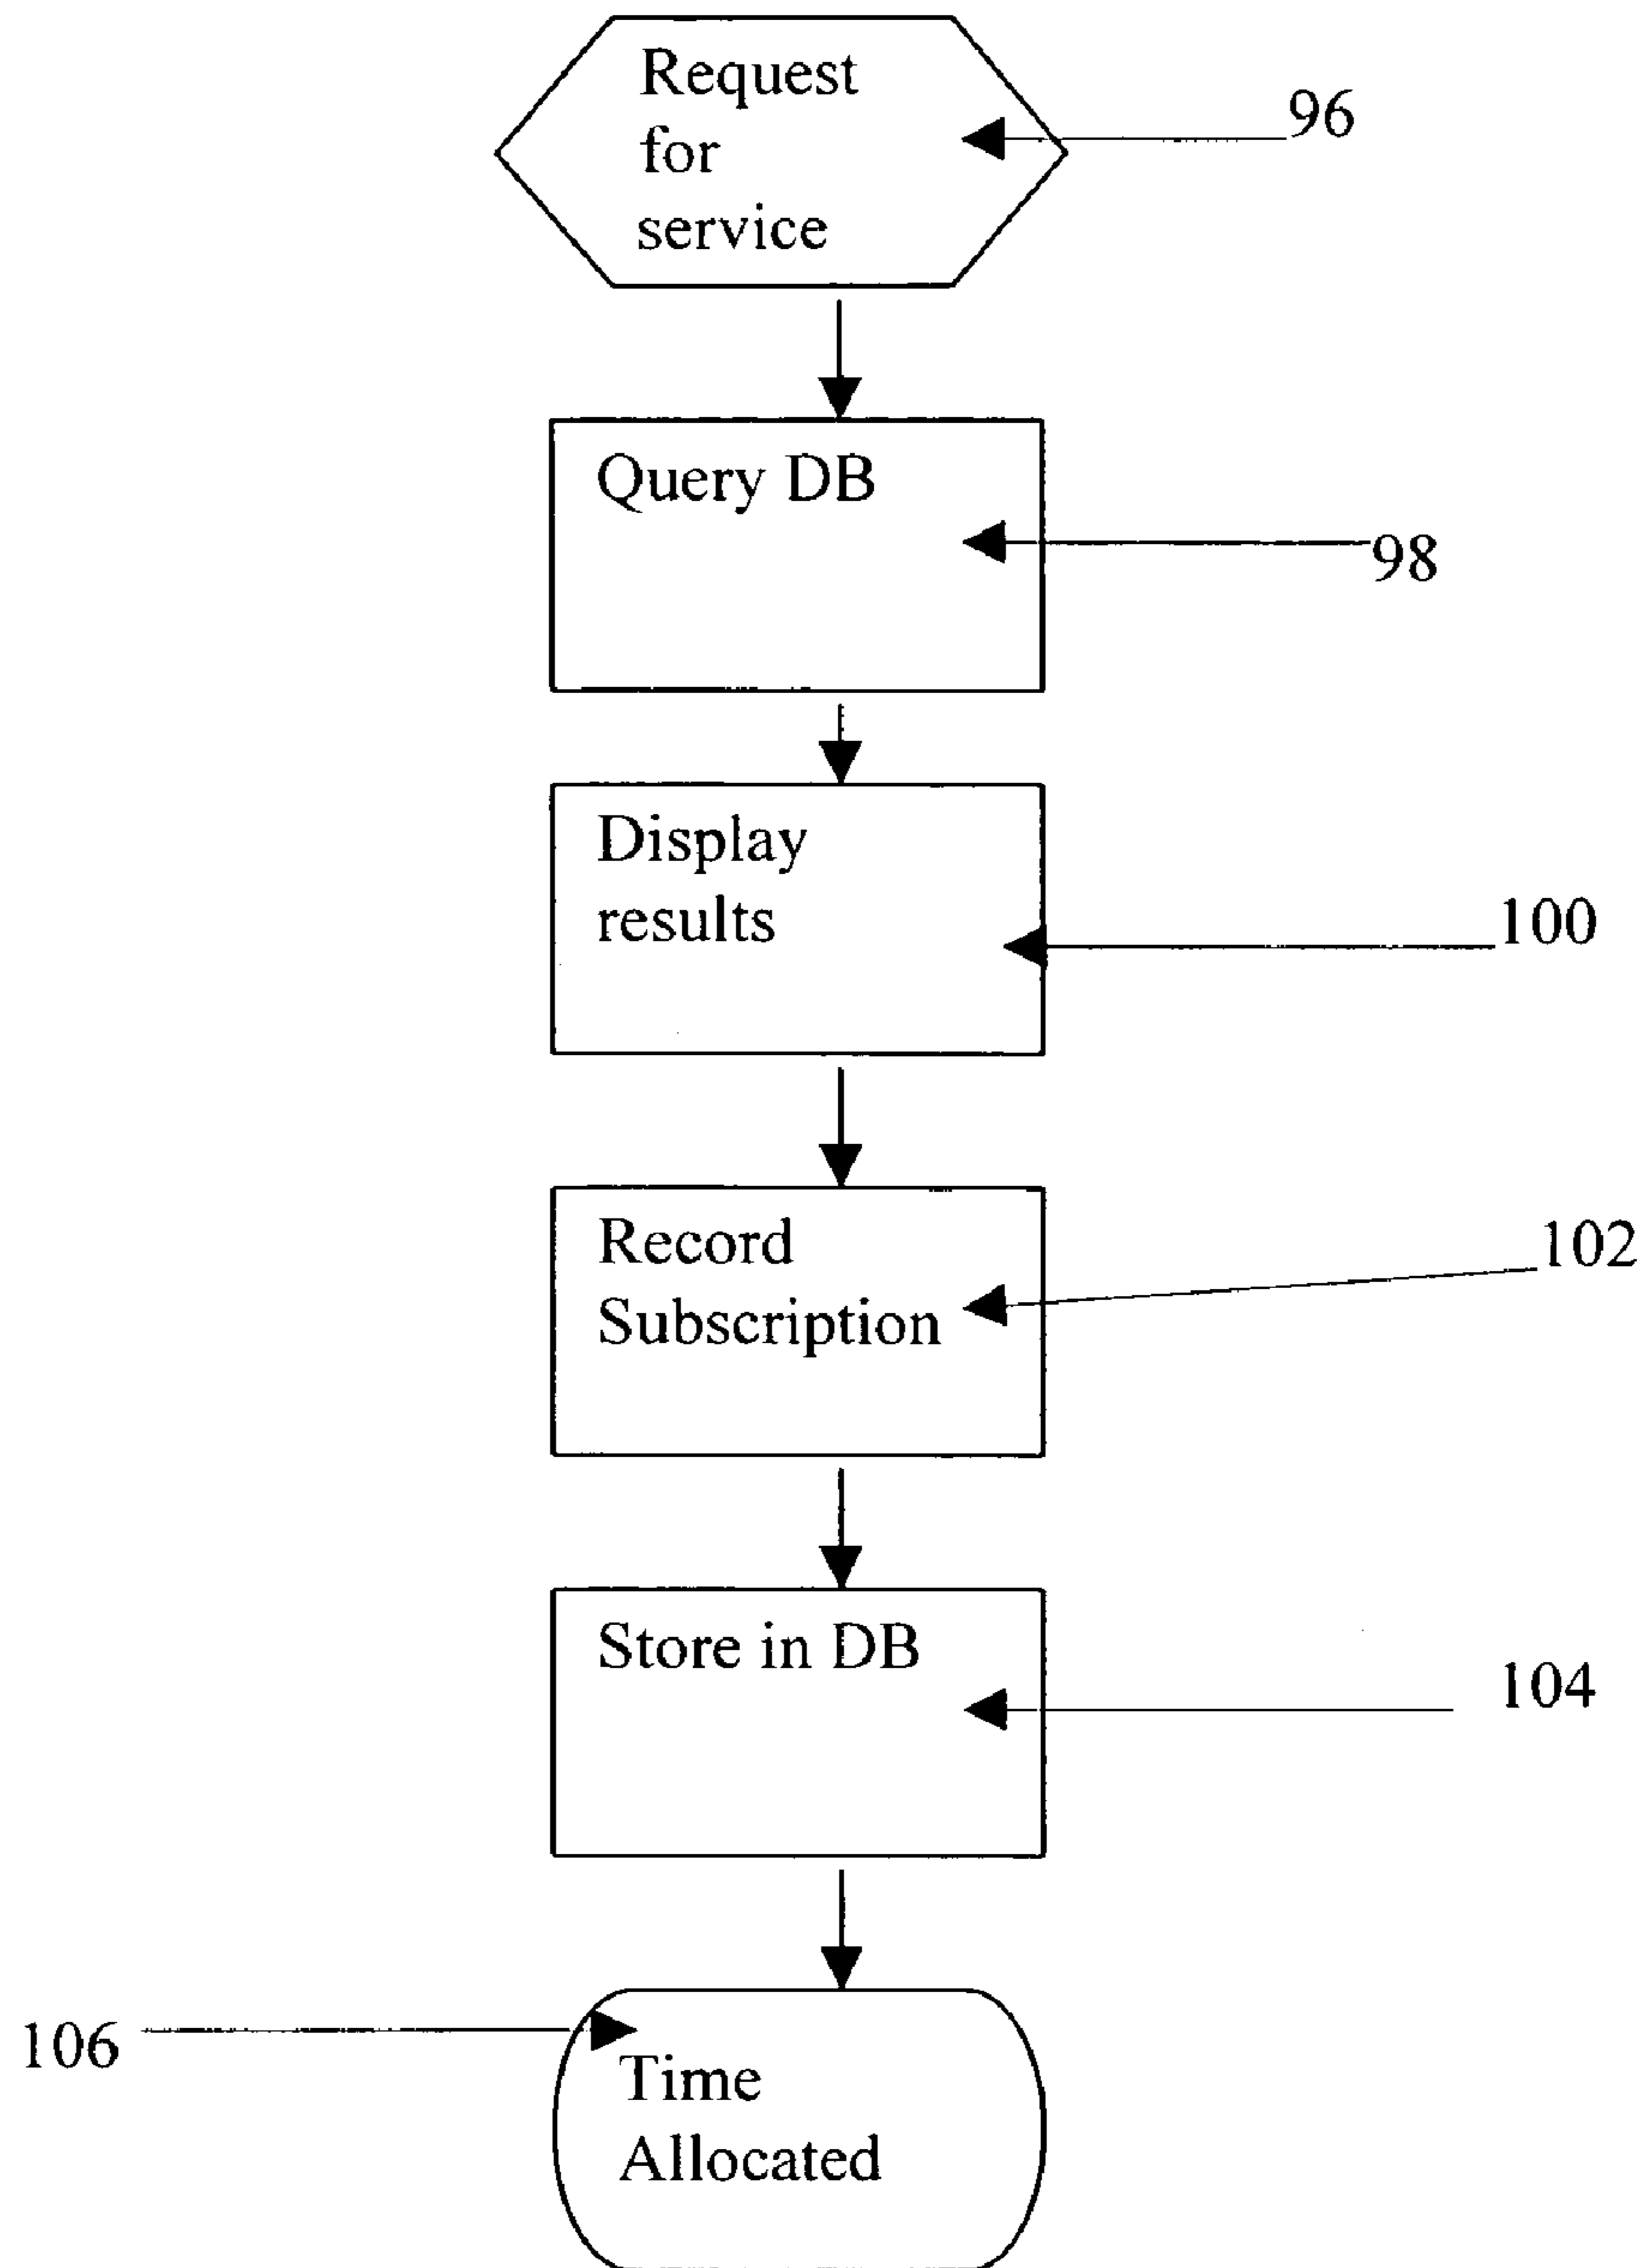 Request
for
service
96
Query DB
98
Display
results
100
Record
Subscription
102
Store in DB
104
106
Time
Allocated